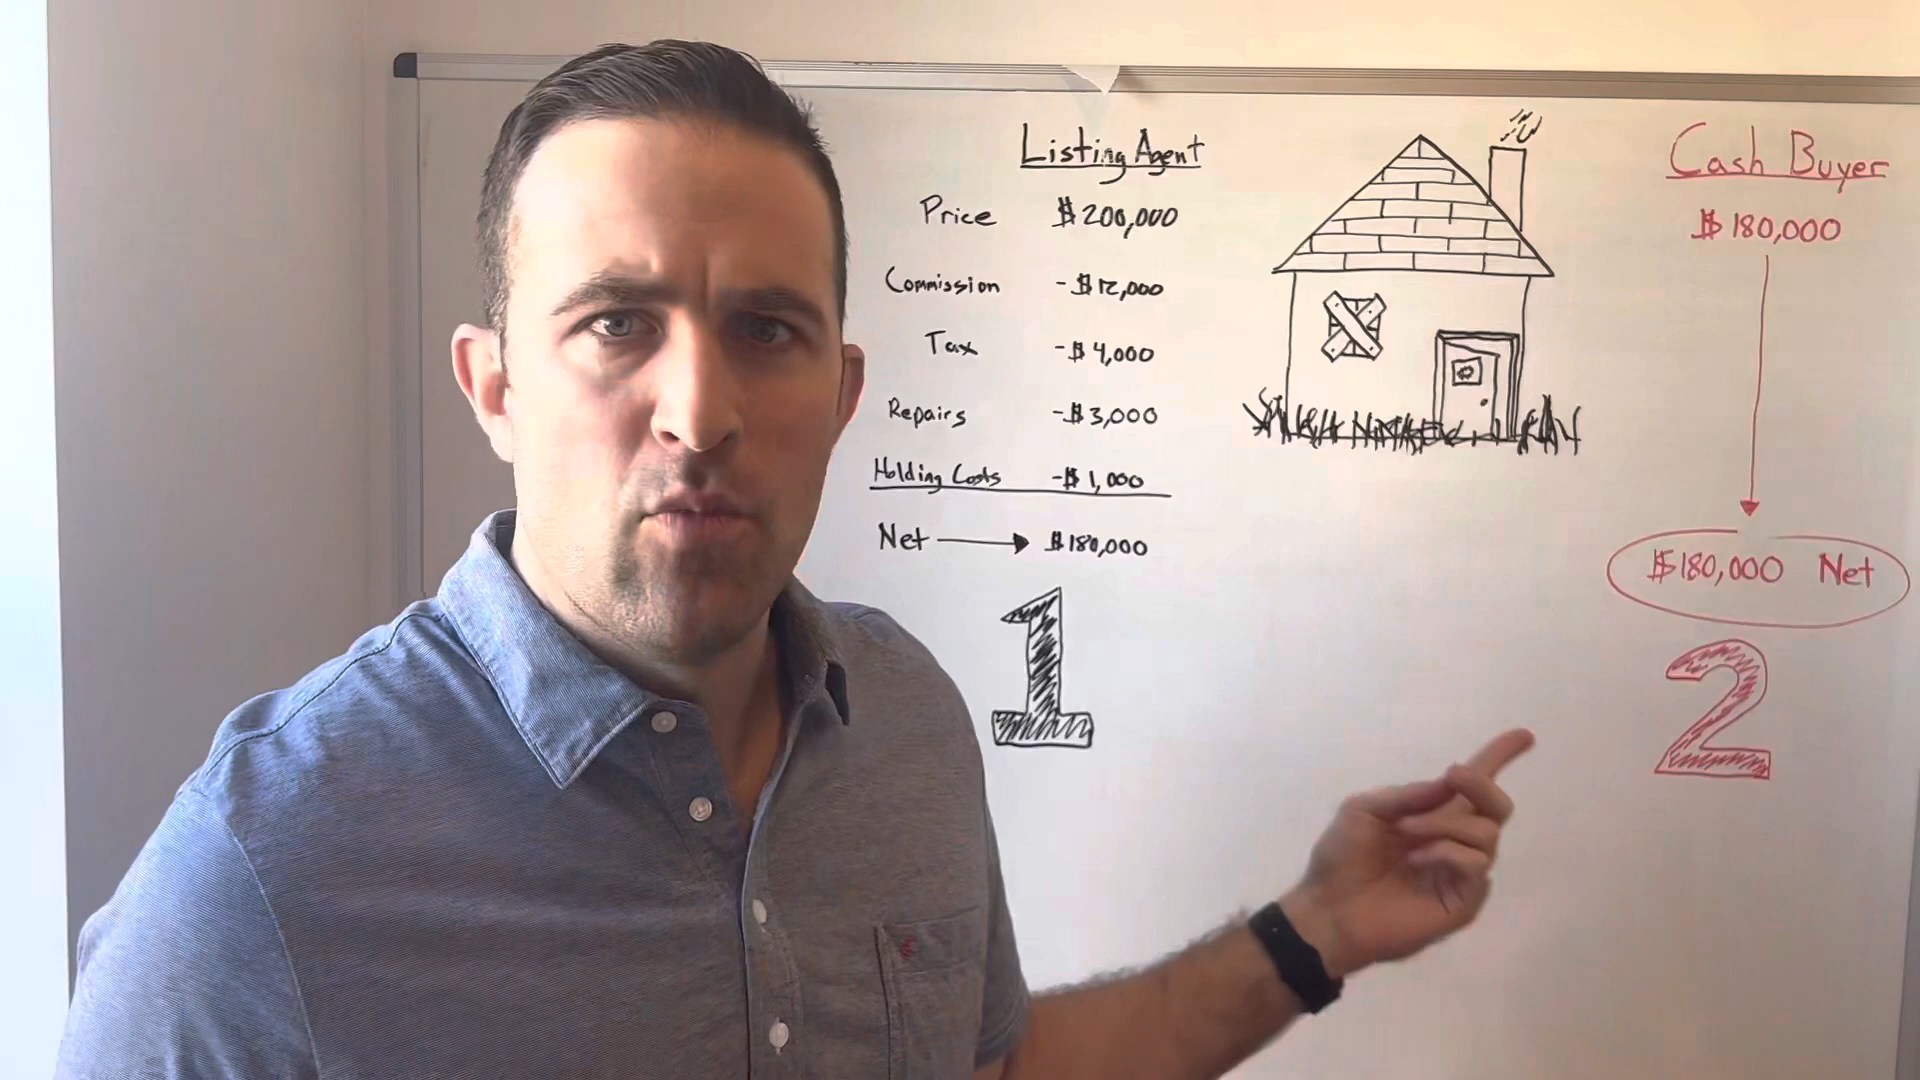 Listing Agent
Price $200,000
Commission -$12,000
Tax -$4,000
Repairs -$3,000
Holding Costs -$1,000
Net $180,000
1
Cash Buyer
$180,000
$180,000 Net
2